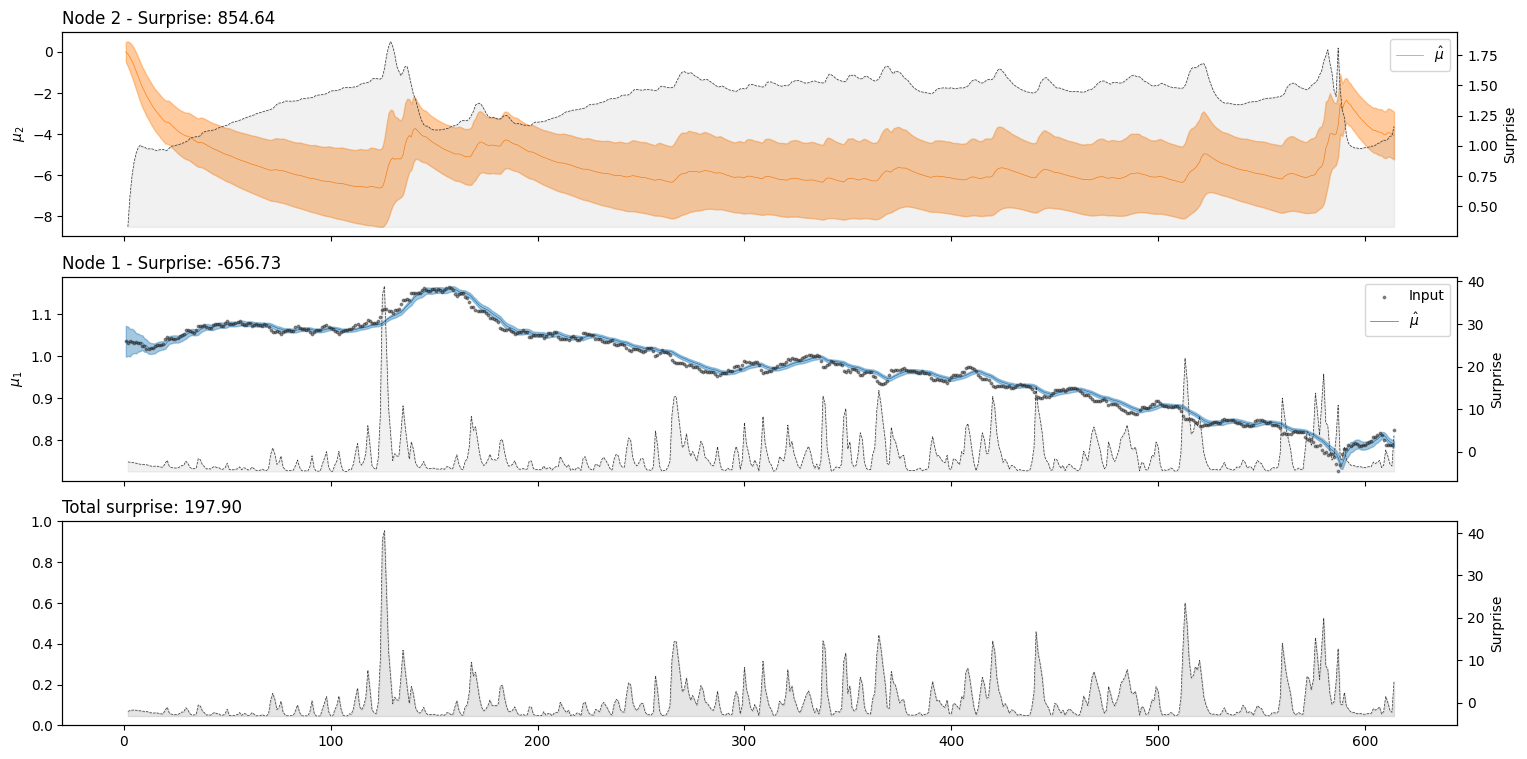 Node 2 - Surprise: 854.64
μ̂
0
−2
−4
−6
−8
μ2
1.75
1.50
1.25
1.00
0.75
0.50
Surprise
Node 1 - Surprise: -656.73
Input
μ̂
1.1
1.0
0.9
0.8
μ1
40
30
20
10
0
Surprise
Total surprise: 197.90
1.0
0.8
0.6
0.4
0.2
0.0
40
30
20
10
0
Surprise
0 100 200 300 400 500 600